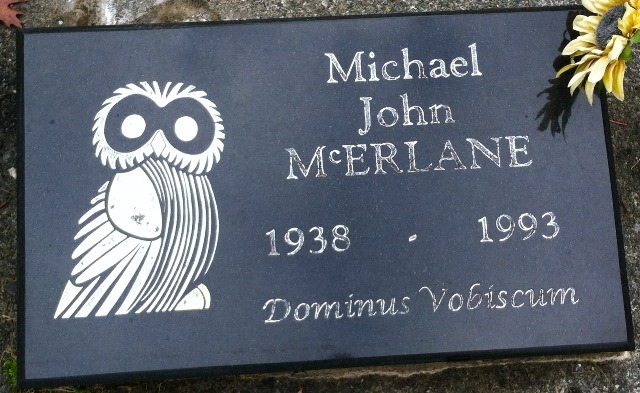 Michael
John
McERLANE
1938 - 1993
Dominus Vobiscum